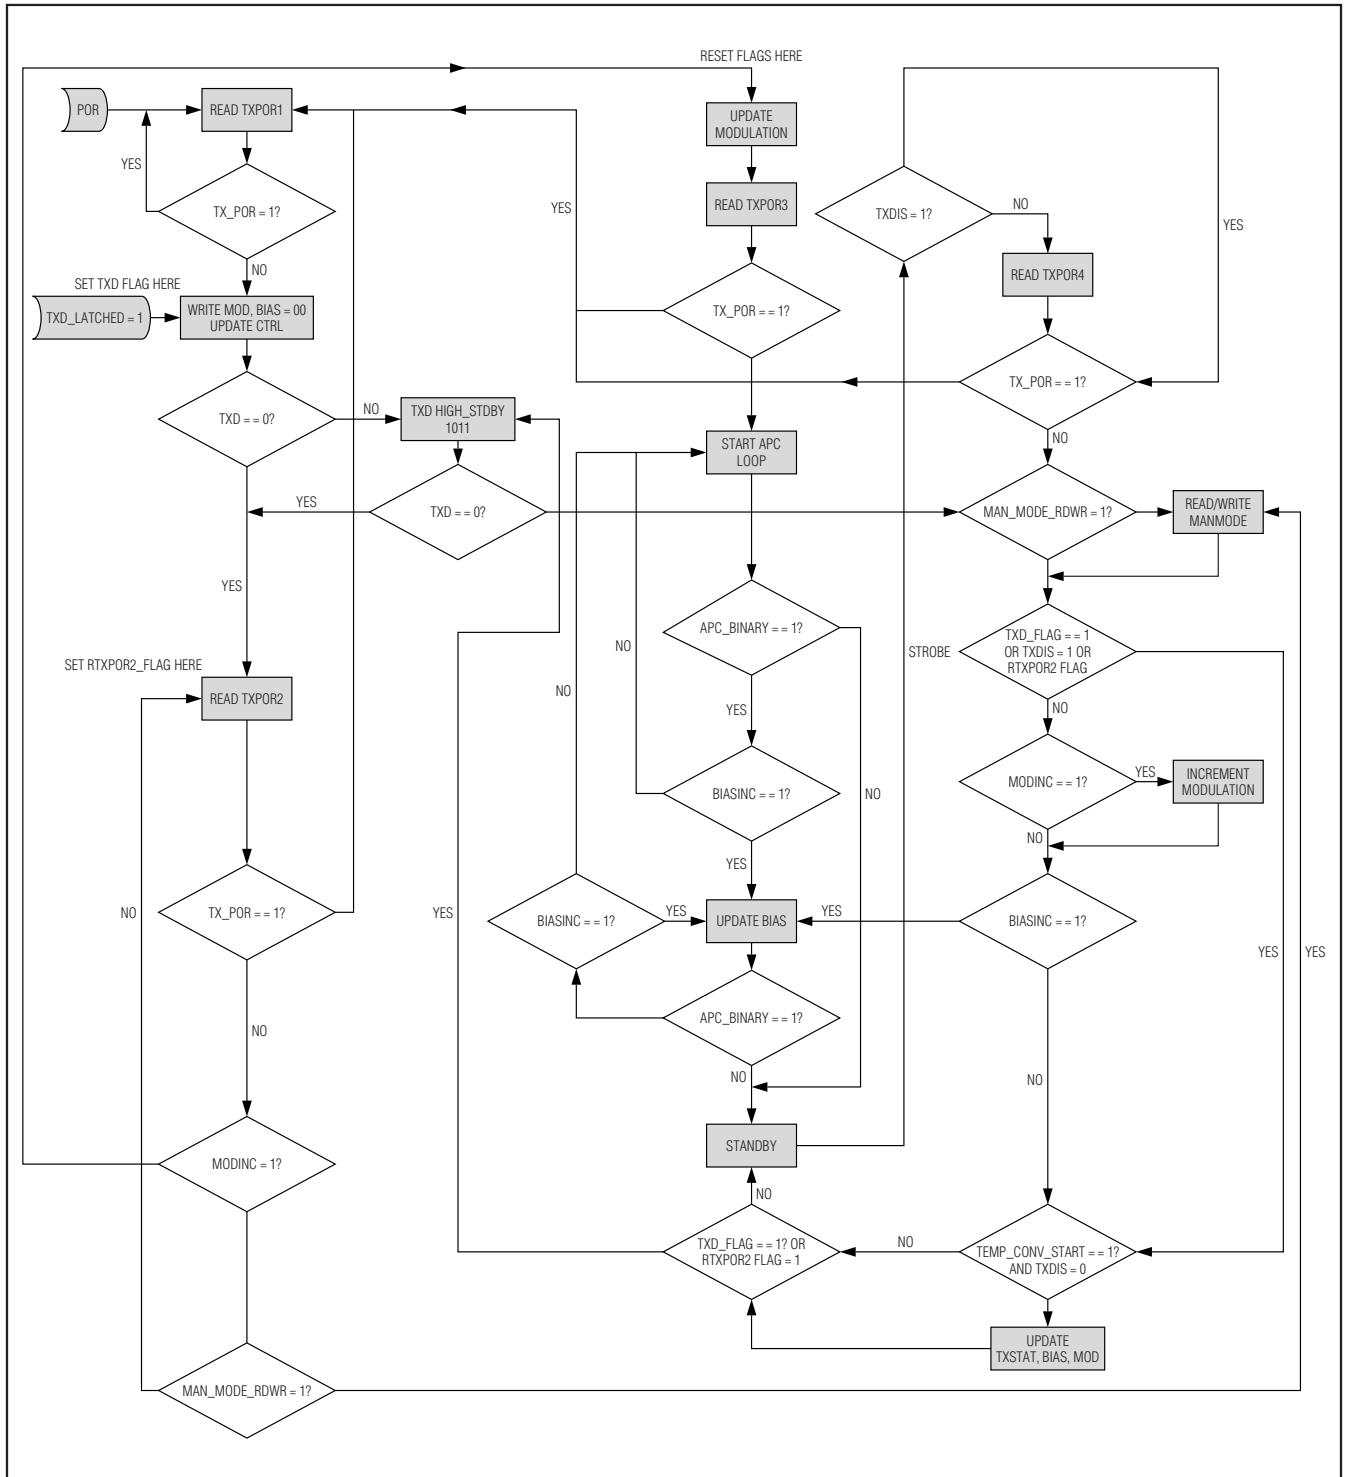 RESET FLAGS HERE
POR
READ TXPOR1
UPDATE
MODULATION
YES
TX_POR = 1?
READ TXPOR3
YES
TXDIS = 1?
NO
YES
READ TXPOR4
NO
SET TXD FLAG HERE
TXD_LATCHED = 1
WRITE MOD, BIAS = 00
UPDATE CTRL
TX_POR = = 1?
TX_POR = = 1?
TXD = = 0?
NO
TXD HIGH_STDBY
1011
START APC
LOOP
NO
YES
TXD = = 0?
MAN_MODE_RDWR = 1?
READ/WRITE
MANMODE
YES
APC_BINARY = = 1?
NO
STROBE
TXD_FLAG = = 1
OR TXDIS = 1 OR
RTXPOR2 FLAG
SET RTXPOR2_FLAG HERE
READ TXPOR2
NO
YES
NO
BIASINC = = 1?
NO
MODINC = = 1?
YES
INCREMENT
MODULATION
NO
YES
NO
TX_POR = = 1?
YES
BIASINC = = 1?
YES
UPDATE BIAS
YES
BIASINC = = 1?
YES
YES
NO
APC_BINARY = = 1?
NO
NO
STANDBY
MODINC = 1?
NO
TXD_FLAG = = 1? OR
RTXPOR2 FLAG = 1
NO
TEMP_CONV_START = = 1?
AND TXDIS = 0
UPDATE
TXSTAT, BIAS, MOD
MAN_MODE_RDWR = 1?